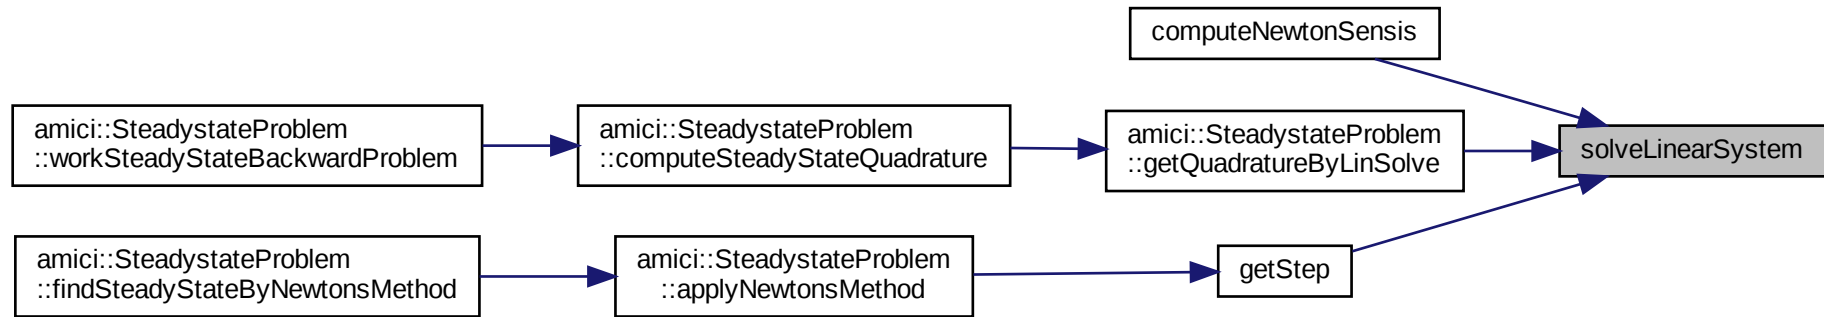 computeNewtonSensis
amici::SteadystateProblem
::workSteadyStateBackwardProblem
amici::SteadystateProblem
::computeSteadyStateQuadrature
amici::SteadystateProblem
::getQuadratureByLinSolve
solveLinearSystem
amici::SteadystateProblem
::findSteadyStateByNewtonsMethod
amici::SteadystateProblem
::applyNewtonsMethod
getStep